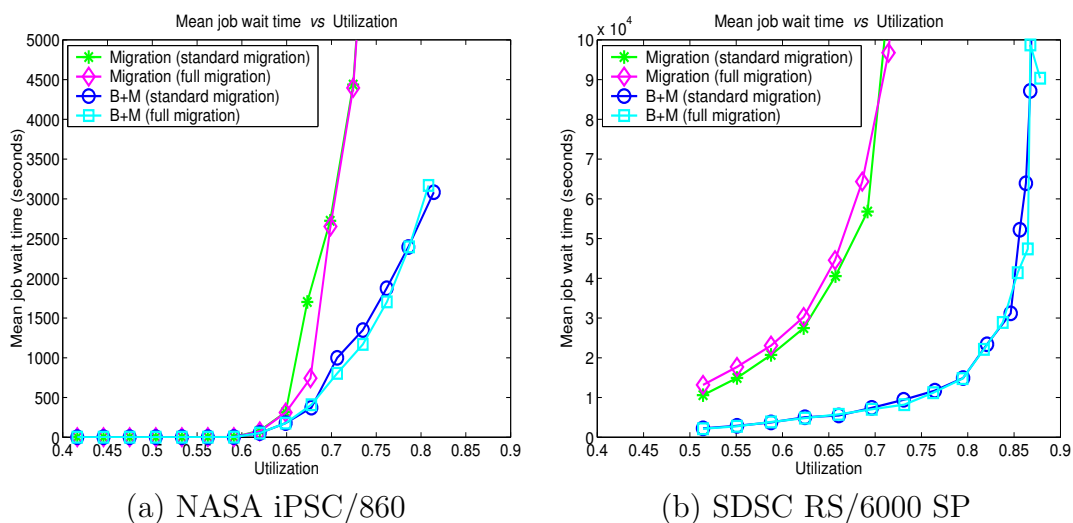 Mean job wait time vs Utilization
5000
4500
4000
3500
3000
2500
2000
1500
1000
500
0
Mean job wait time (seconds)
Migration (standard migration)
Migration (full migration)
B+M (standard migration)
B+M (full migration)
0.4 0.45 0.5 0.55 0.6 0.65 0.7 0.75 0.8 0.85 0.9
Utilization
(a) NASA iPSC/860
Mean job wait time vs Utilization
x 10^4
10
9
8
7
6
5
4
3
2
1
0
Mean job wait time (seconds)
Migration (standard migration)
Migration (full migration)
B+M (standard migration)
B+M (full migration)
0.4 0.45 0.5 0.55 0.6 0.65 0.7 0.75 0.8 0.85 0.9
Utilization
(b) SDSC RS/6000 SP